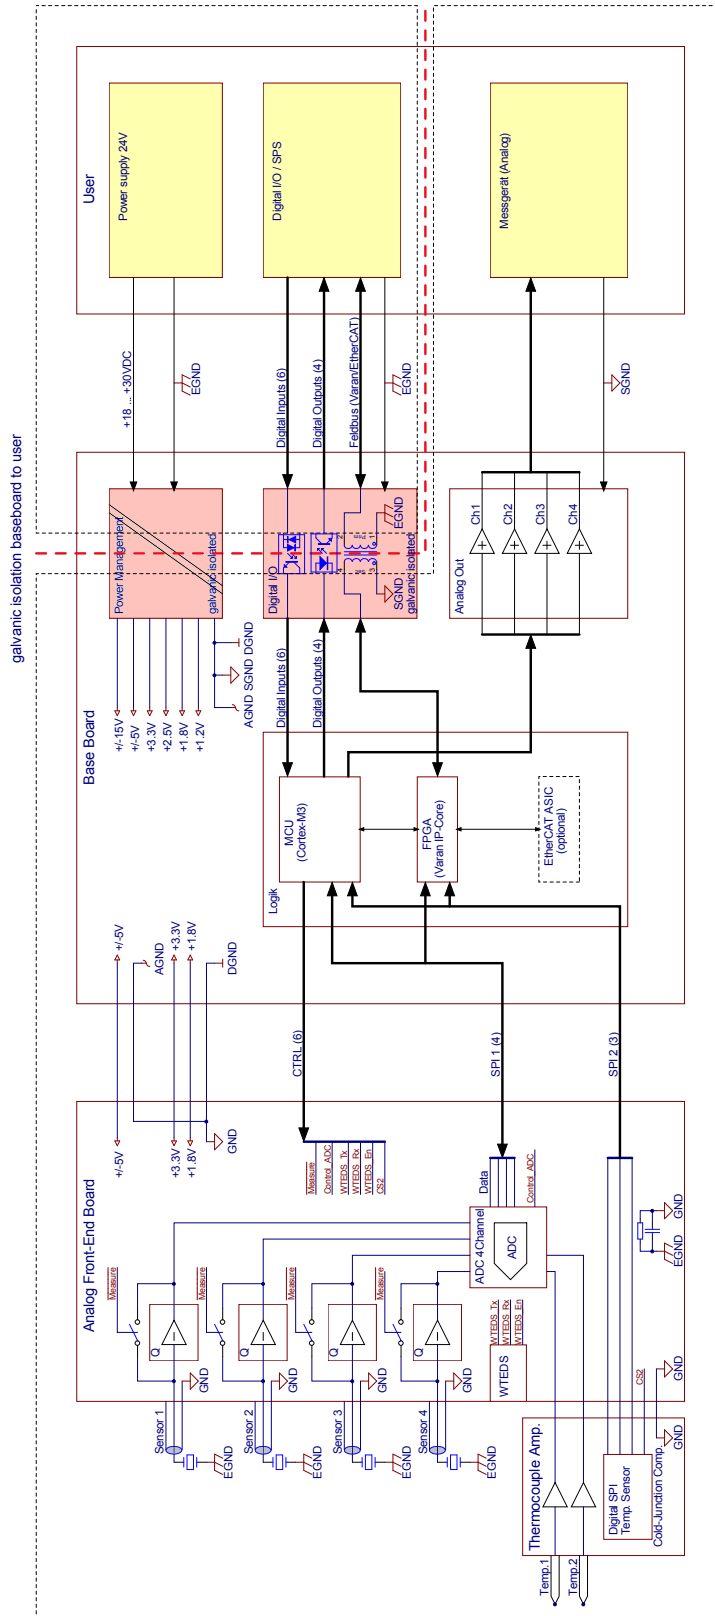 galvanic isolation baseboard to user
User
Power supply 24V
Digital I/O / SPS
Messgerät (Analog)
+18 ... +30VDC
EGND
Digital Inputs (6)
Digital Outputs (4)
Feldbus (Varan/EtherCAT)
EGND
SGND
Base Board
Power Management
galvanic isolated
Digital I/O
galvanic isolated
Prim
Sek
1
2
3
4
EGND
SGND
Analog Out
Ch1
Ch2
Ch3
Ch4
+/-15V
+/-5V
+3.3V
+2.5V
+1.8V
+1.2V
AGND
SGND
DGND
Digital Inputs (6)
Digital Outputs (4)
Logik
MCU
(Cortex-M3)
FPGA
(Varan IP-Core)
EtherCAT ASIC
(optional)
+/-5V
AGND
+3.3V
+1.8V
DGND
CTRL (6)
SPI 1 (4)
SPI 2 (3)
Analog Front-End Board
+/-5V
+3.3V
+1.8V
GND
Measure
Control_ADC
WTEDS_Tx
WTEDS_Rx
WTEDS_En
CS2
Data
Control_ADC
ADC 4Channel
ADC
Measure
Measure
Measure
Measure
Q
Q
Q
Q
GND
GND
GND
GND
WTEDS
WTEDS_Tx
WTEDS_Rx
WTEDS_En
EGND
GND
GND
Sensor 1
Sensor 2
Sensor 3
Sensor 4
EGND
EGND
EGND
EGND
Thermocouple Amp.
Digital SPI
Temp. Sensor
Cold-Junction Comp.
CS2
GND
Temp.1
Temp.2